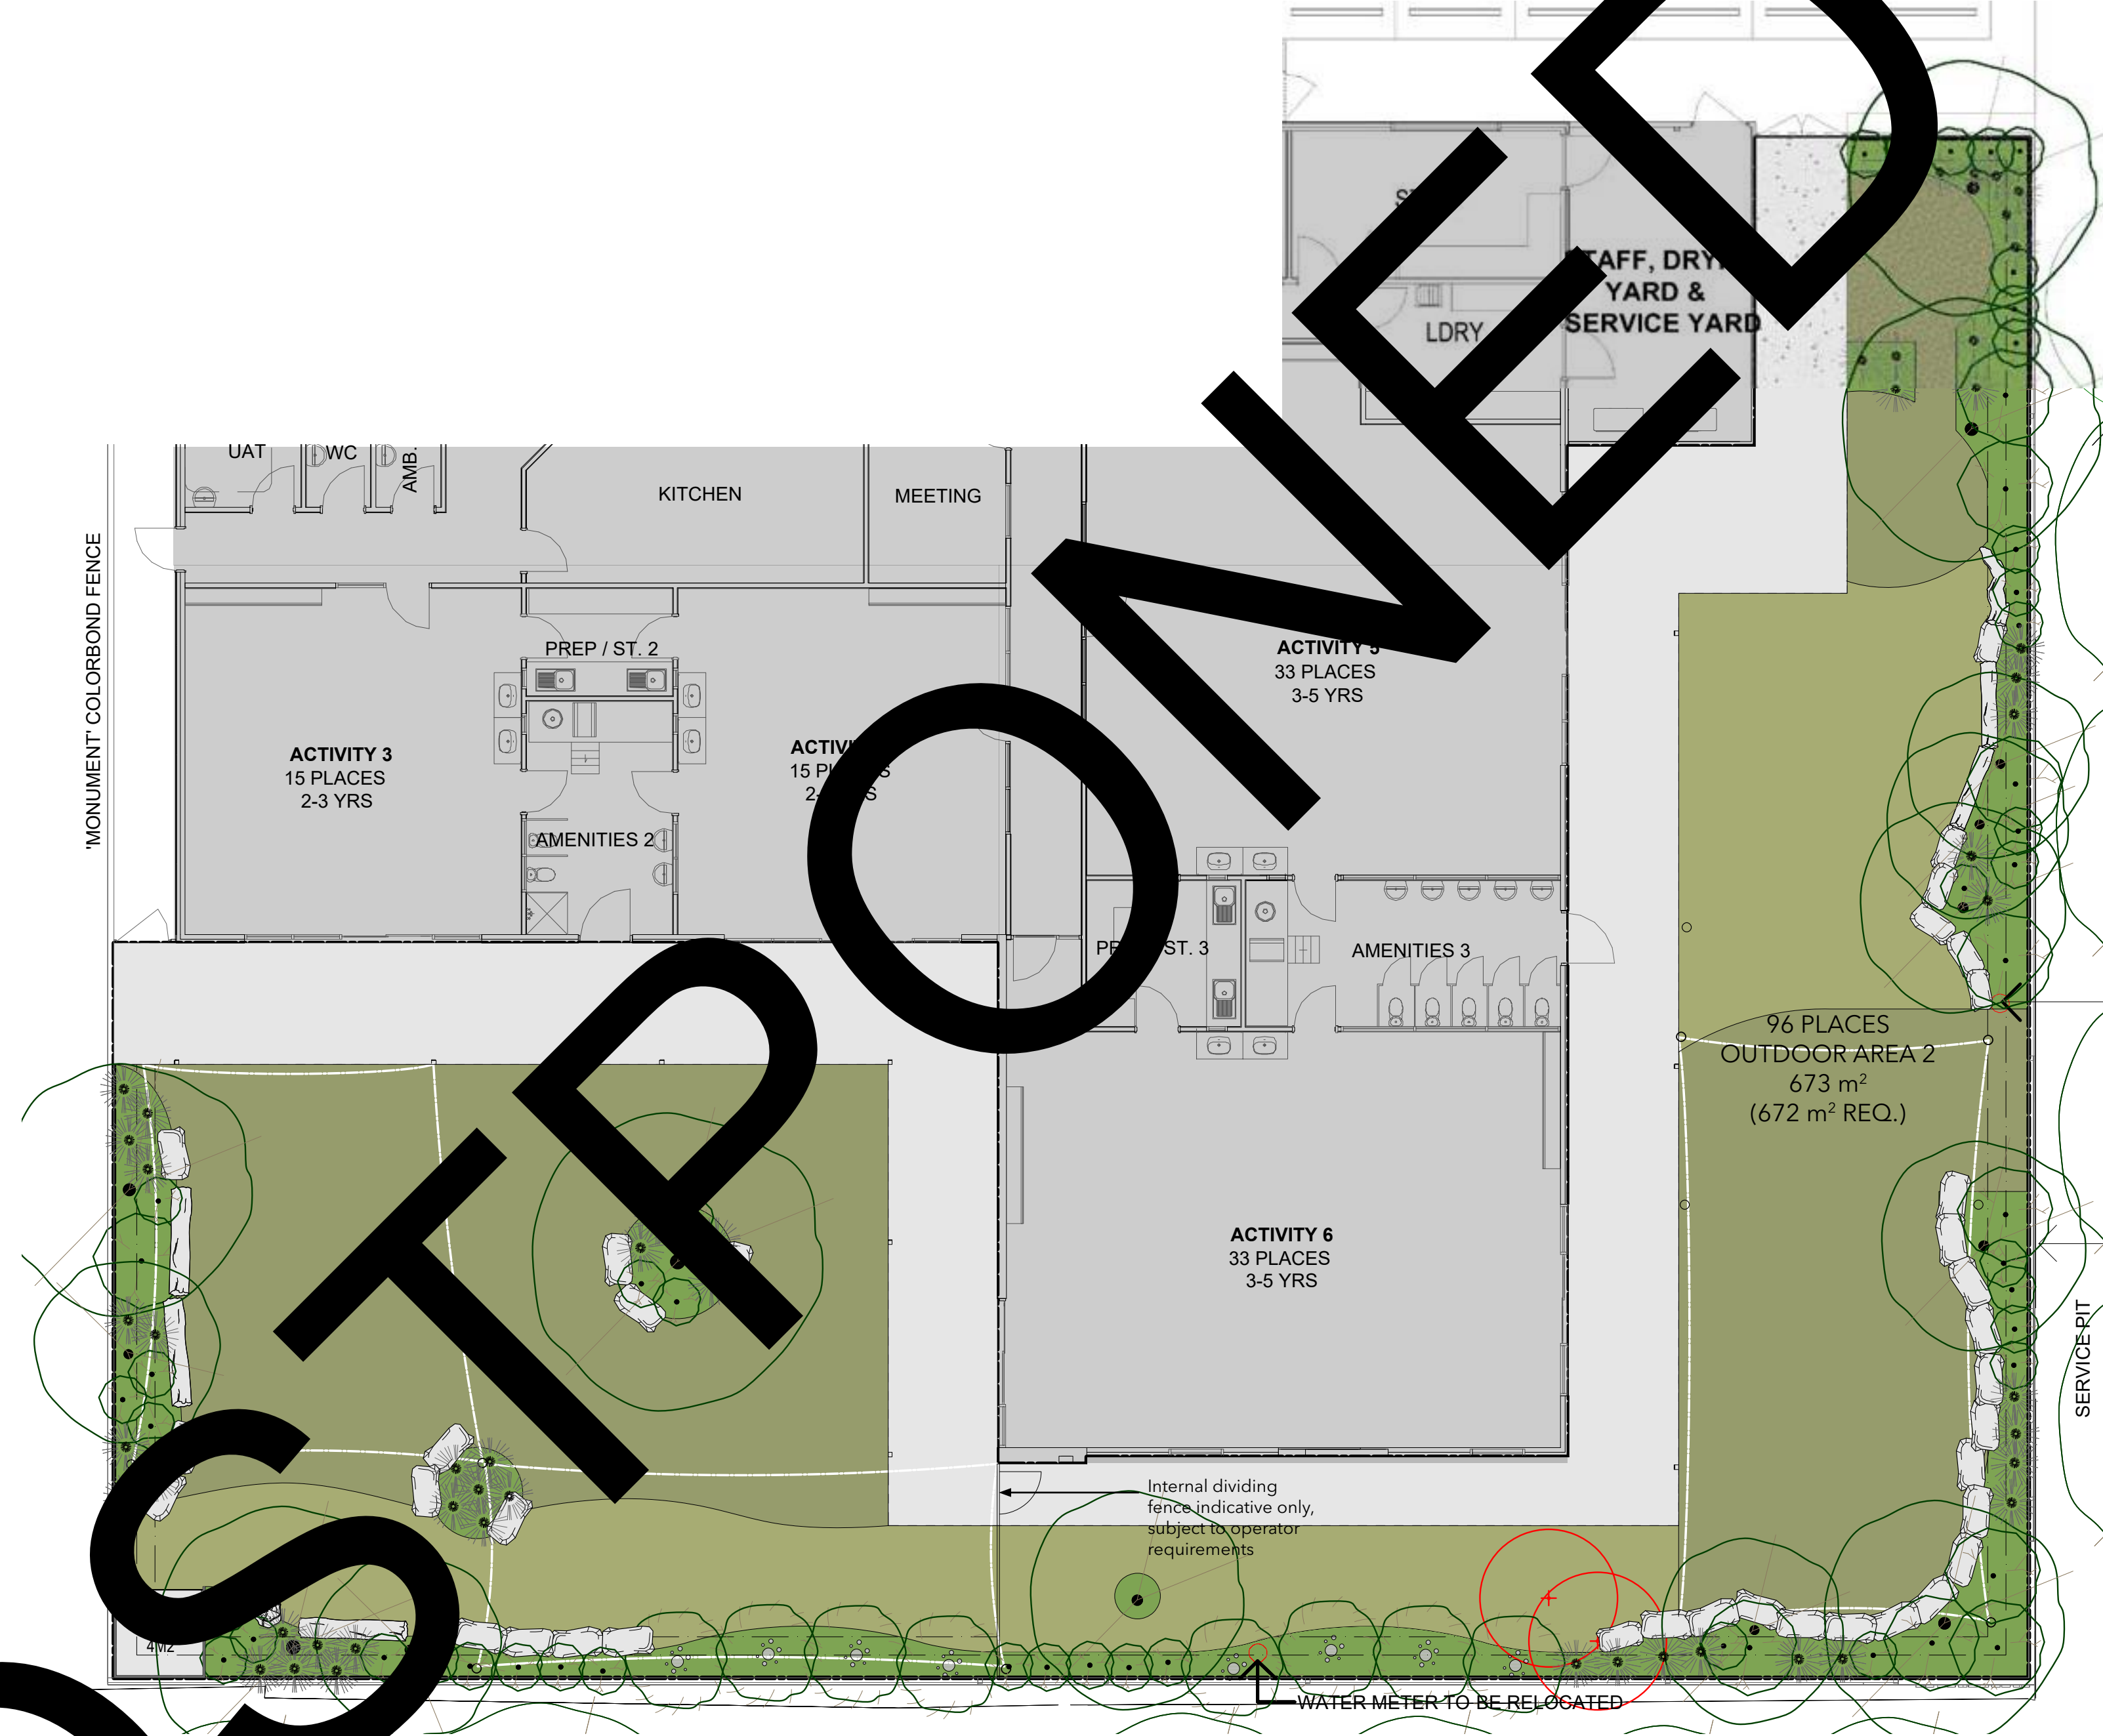 STPONED
LDRY
YARD &
SERVICE YARD
UAT
WC
AMB.
KITCHEN
MEETING
'MONUMENT' COLORBOND FENCE
PREP / ST. 2
ACTIVITY 3
15 PLACES
2-3 YRS
AMENITIES 2
ACTIVITY 5
33 PLACES
3-5 YRS
ST. 3
AMENITIES 3
96 PLACES
OUTDOOR AREA 2
673 m²
(672 m² REQ.)
ACTIVITY 6
33 PLACES
3-5 YRS
SERVICE PIT
Internal dividing
fence indicative only,
subject to operator
requirements
4M2
WATER METER TO BE RELOCATED